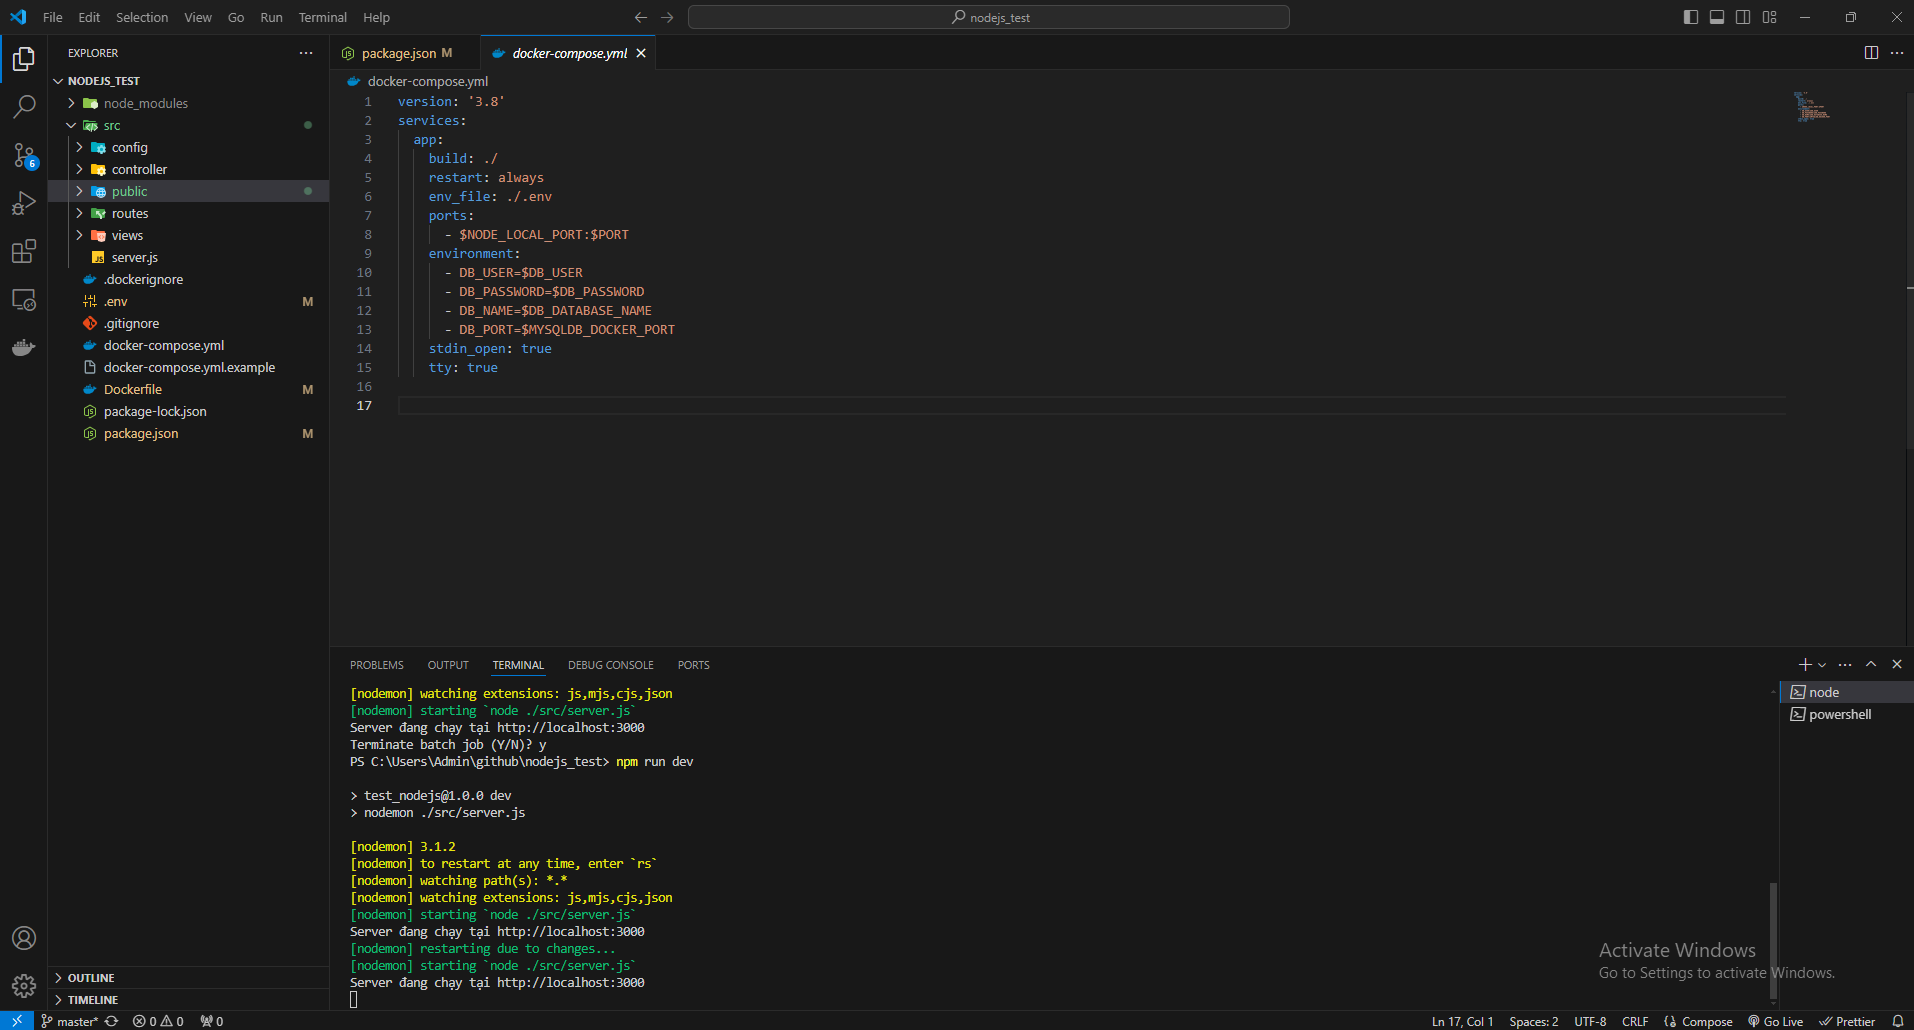 File Edit Selection View Go Run Terminal Help
nodejs_test
EXPLORER
NODEJS_TEST
node_modules
src
config
controller
public
routes
views
JS server.js
.dockerignore
.env M
.gitignore
docker-compose.yml
docker-compose.yml.example
Dockerfile M
package-lock.json
package.json M
OUTLINE
TIMELINE
6
package.json M docker-compose.yml
docker-compose.yml
1 version: '3.8'
2 services:
3 app:
4 build: ./
5 restart: always
6 env_file: ./.env
7 ports:
8 - $NODE_LOCAL_PORT:$PORT
9 environment:
10 - DB_USER=$DB_USER
11 - DB_PASSWORD=$DB_PASSWORD
12 - DB_NAME=$DB_DATABASE_NAME
13 - DB_PORT=$MYSQLDB_DOCKER_PORT
14 stdin_open: true
15 tty: true
16
17
PROBLEMS OUTPUT TERMINAL DEBUG CONSOLE PORTS
[nodemon] watching extensions: js,mjs,cjs,json
[nodemon] starting `node ./src/server.js`
Server đang chạy tại http://localhost:3000
Terminate batch job (Y/N)? y
PS C:\Users\Admin\github\nodejs_test> npm run dev
> test_nodejs@1.0.0 dev
> nodemon ./src/server.js
[nodemon] 3.1.2
[nodemon] to restart at any time, enter `rs`
[nodemon] watching path(s): *.*
[nodemon] watching extensions: js,mjs,cjs,json
[nodemon] starting `node ./src/server.js`
Server đang chạy tại http://localhost:3000
[nodemon] restarting due to changes...
[nodemon] starting `node ./src/server.js`
Server đang chạy tại http://localhost:3000
node
powershell
Activate Windows
Go to Settings to activate Windows.
master* 0 0 0 Ln 17, Col 1 Spaces: 2 UTF-8 CRLF Compose Go Live Prettier